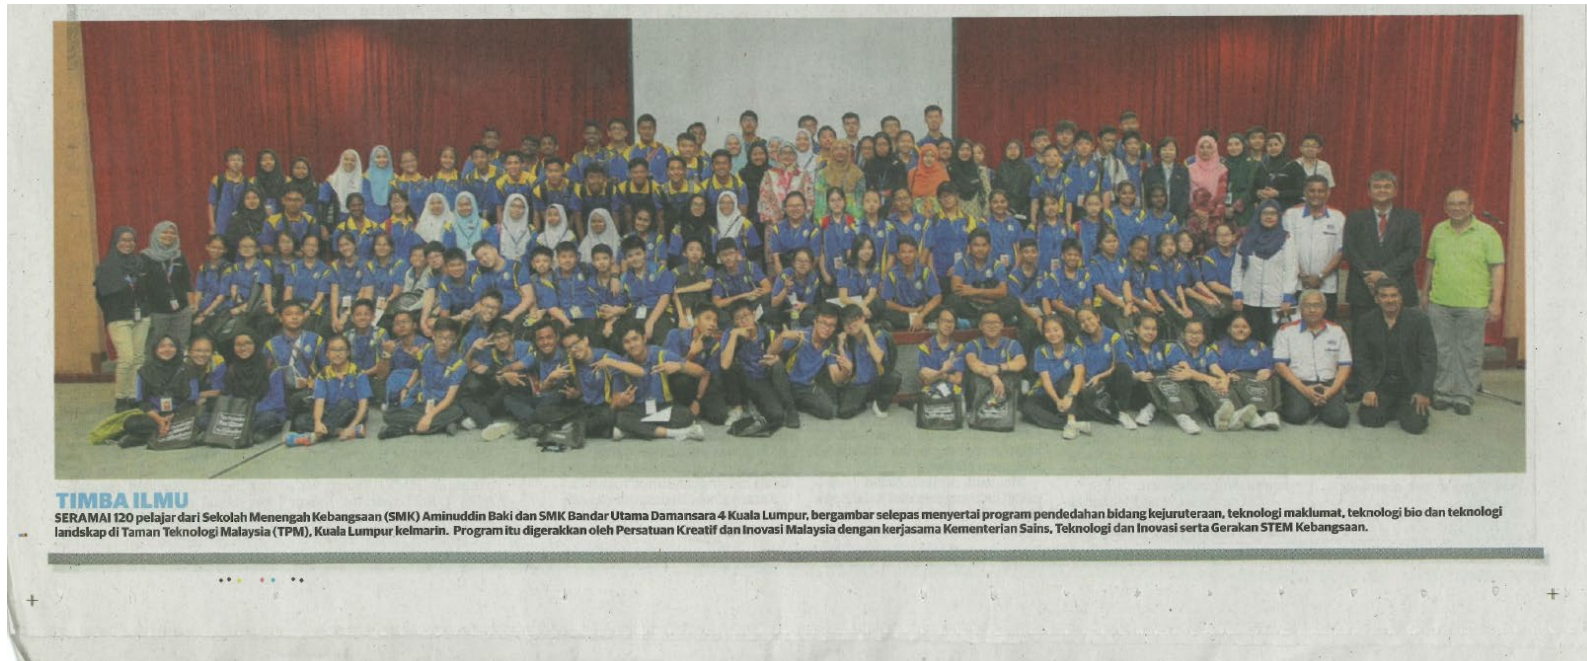 TIMBA ILMU
SERAMAI 120 pelajar dari Sekolah Menengah Kebangsaan (SMK) Aminuddin Baki dan SMK Bandar Utama Damansara 4 Kuala Lumpur, bergambar selepas menyertai program pendedahan bidang kejuruteraan, teknologi maklumat, teknologi bio dan teknologi
landskap di Taman Teknologi Malaysia (TPM), Kuala Lumpur kelmarin. Program itu digerakkan oleh Persatuan Kreatif dan Inovasi Malaysia dengan kerjasama Kementerian Sains, Teknologi dan Inovasi serta Gerakan STEM Kebangsaan.